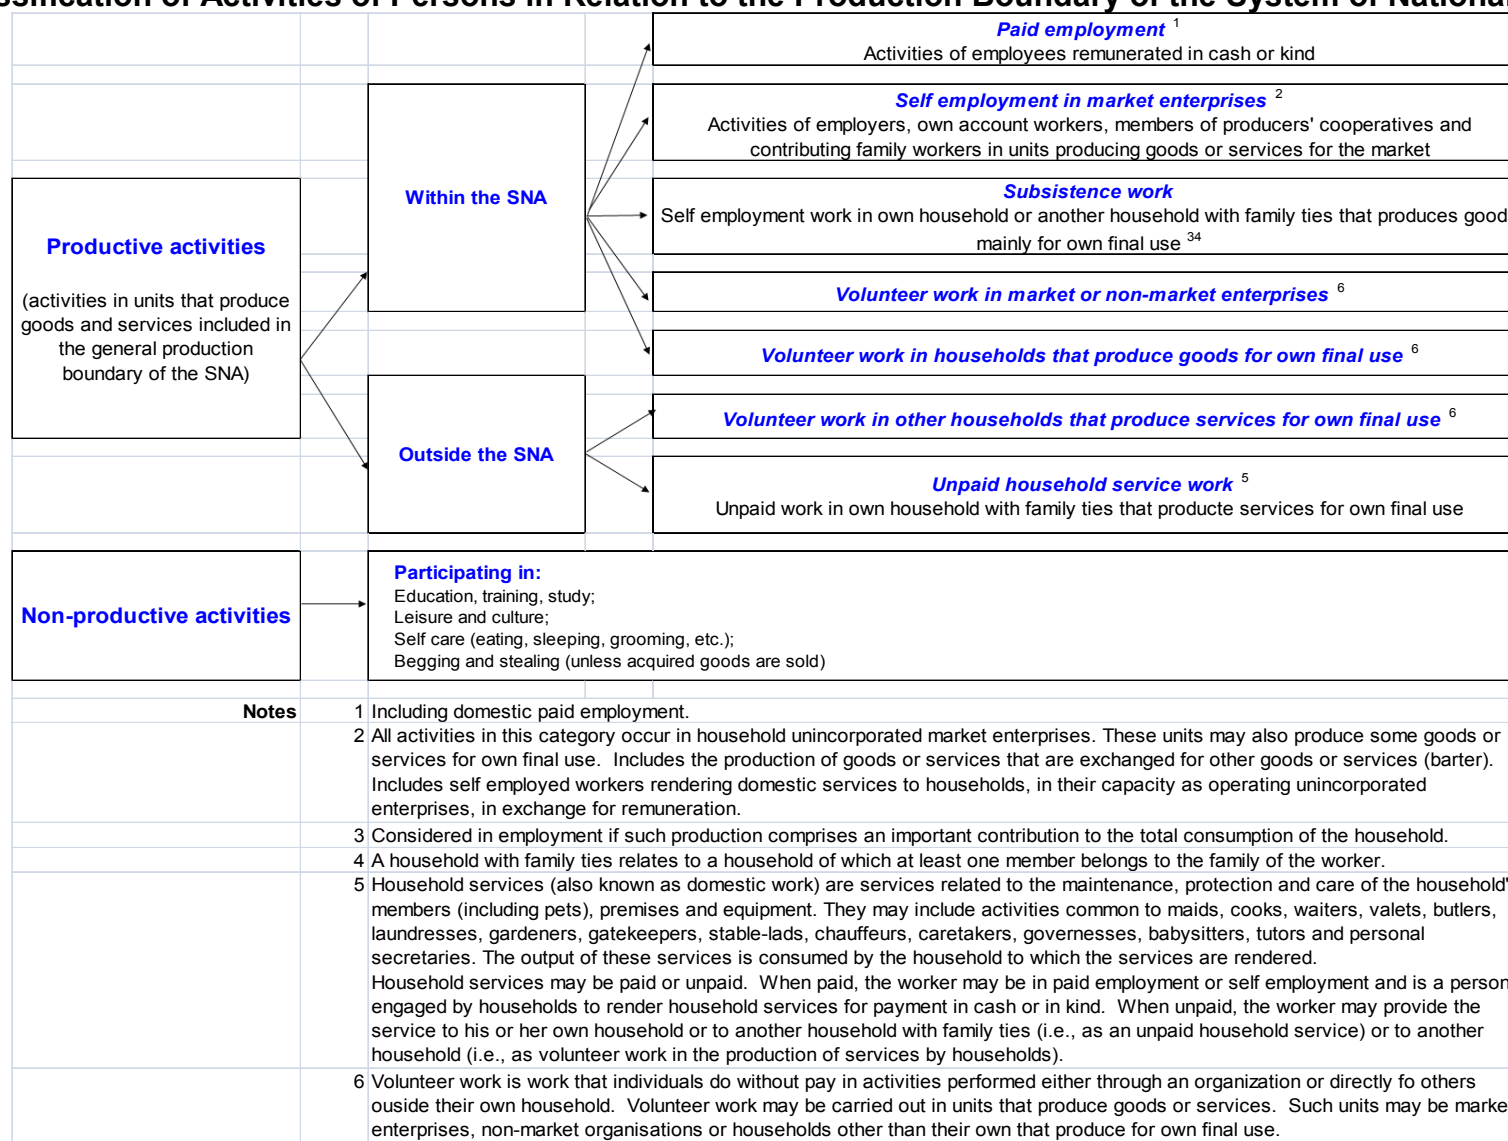 ssification of Activities of Persons in Relation to the Production Boundary of the System of National
Paid employment 1
Activities of employees remunerated in cash or kind
Self employment in market enterprises 2
Activities of employers, own account workers, members of producers' cooperatives and
contributing family workers in units producing goods or services for the market
Within the SNA
Subsistence work
Self employment work in own household or another household with family ties that produces good
mainly for own final use 34
Productive activities
(activities in units that produce
goods and services included in
the general production
boundary of the SNA)
Volunteer work in market or non-market enterprises 6
Volunteer work in households that produce goods for own final use 6
Volunteer work in other households that produce services for own final use 6
Outside the SNA
Unpaid household service work 5
Unpaid work in own household with family ties that producte services for own final use
Non-productive activities
Participating in:
Education, training, study;
Leisure and culture;
Self care (eating, sleeping, grooming, etc.);
Begging and stealing (unless acquired goods are sold)
Notes
1 Including domestic paid employment.
2 All activities in this category occur in household unincorporated market enterprises. These units may also produce some goods or
services for own final use. Includes the production of goods or services that are exchanged for other goods or services (barter).
Includes self employed workers rendering domestic services to households, in their capacity as operating unincorporated
enterprises, in exchange for remuneration.
3 Considered in employment if such production comprises an important contribution to the total consumption of the household.
4 A household with family ties relates to a household of which at least one member belongs to the family of the worker.
5 Household services (also known as domestic work) are services related to the maintenance, protection and care of the household'
members (including pets), premises and equipment. They may include activities common to maids, cooks, waiters, valets, butlers,
laundresses, gardeners, gatekeepers, stable-lads, chauffeurs, caretakers, governesses, babysitters, tutors and personal
secretaries. The output of these services is consumed by the household to which the services are rendered.
Household services may be paid or unpaid. When paid, the worker may be in paid employment or self employment and is a person
engaged by households to render household services for payment in cash or in kind. When unpaid, the worker may provide the
service to his or her own household or to another household with family ties (i.e., as an unpaid household service) or to another
household (i.e., as volunteer work in the production of services by households).
6 Volunteer work is work that individuals do without pay in activities performed either through an organization or directly fo others
ouside their own household. Volunteer work may be carried out in units that produce goods or services. Such units may be marke
enterprises, non-market organisations or households other than their own that produce for own final use.